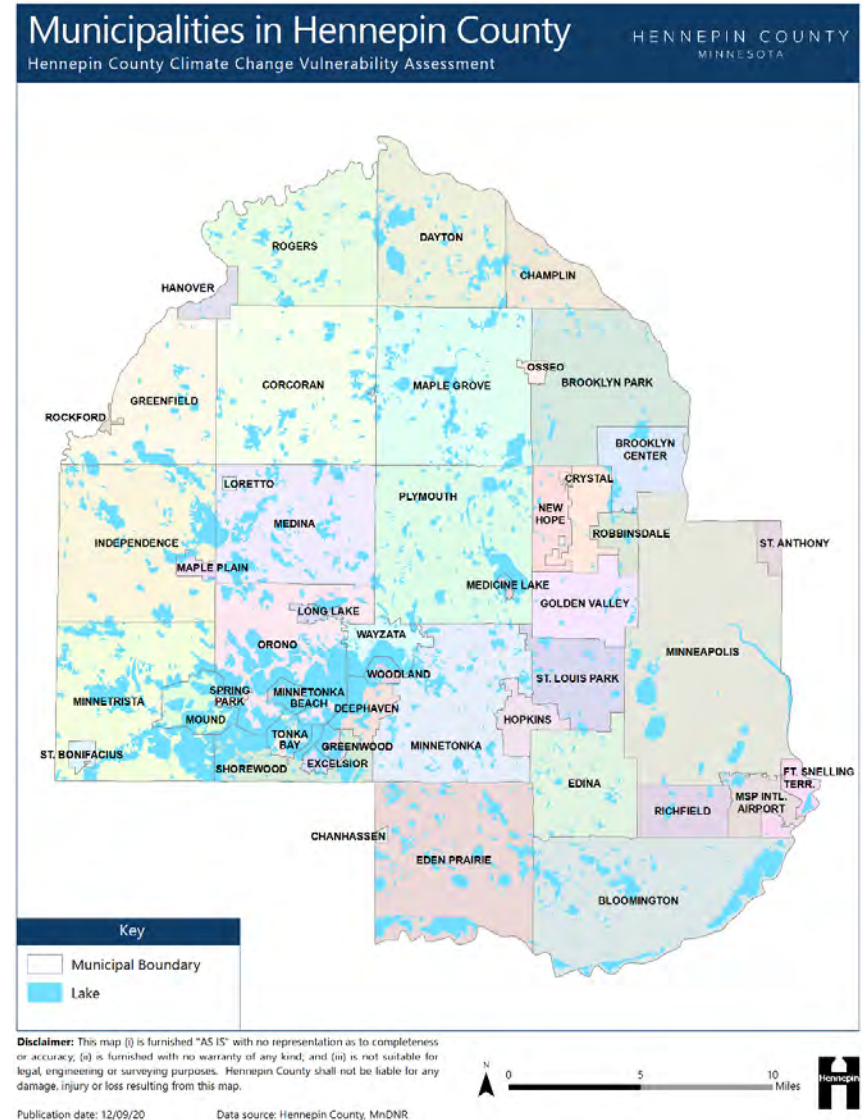 Municipalities in Hennepin County
Hennepin County Climate Change Vulnerability Assessment
HENNEPIN COUNTY
MINNESOTA
ROGERS
DAYTON
CHAMPLIN
HANOVER
OSSEO
CORCORAN
MAPLE GROVE
BROOKLYN PARK
GREENFIELD
ROCKFORD
BROOKLYN
CENTER
LORETTO
CRYSTAL
PLYMOUTH
NEW
HOPE
MEDINA
ROBBINSDALE
INDEPENDENCE
ST. ANTHONY
MAPLE PLAIN
MEDICINE LAKE
GOLDEN VALLEY
LONG LAKE
WAYZATA
ORONO
MINNEAPOLIS
WOODLAND
ST. LOUIS PARK
SPRING
PARK
MINNETONKA
BEACH
MINNETRISTA
DEEPHAVEN
MOUND
HOPKINS
TONKA
BAY
GREENWOOD
MINNETONKA
ST. BONIFACIUS
EXCELSIOR
SHOREWOOD
FT. SNELLING
TERR.
EDINA
MSP INTL.
AIRPORT
RICHFIELD
CHANHASSEN
EDEN PRAIRIE
BLOOMINGTON
Key
Municipal Boundary
Lake
Disclaimer: This map (i) is furnished "AS IS" with no representation as to completeness
or accuracy; (ii) is furnished with no warranty of any kind; and (iii) is not suitable for
legal, engineering or surveying purposes. Hennepin County shall not be liable for any
damage, injury or loss resulting from this map.
Publication date: 12/09/20
Data source: Hennepin County, MnDNR
N
0
5
10
Miles
Hennepin